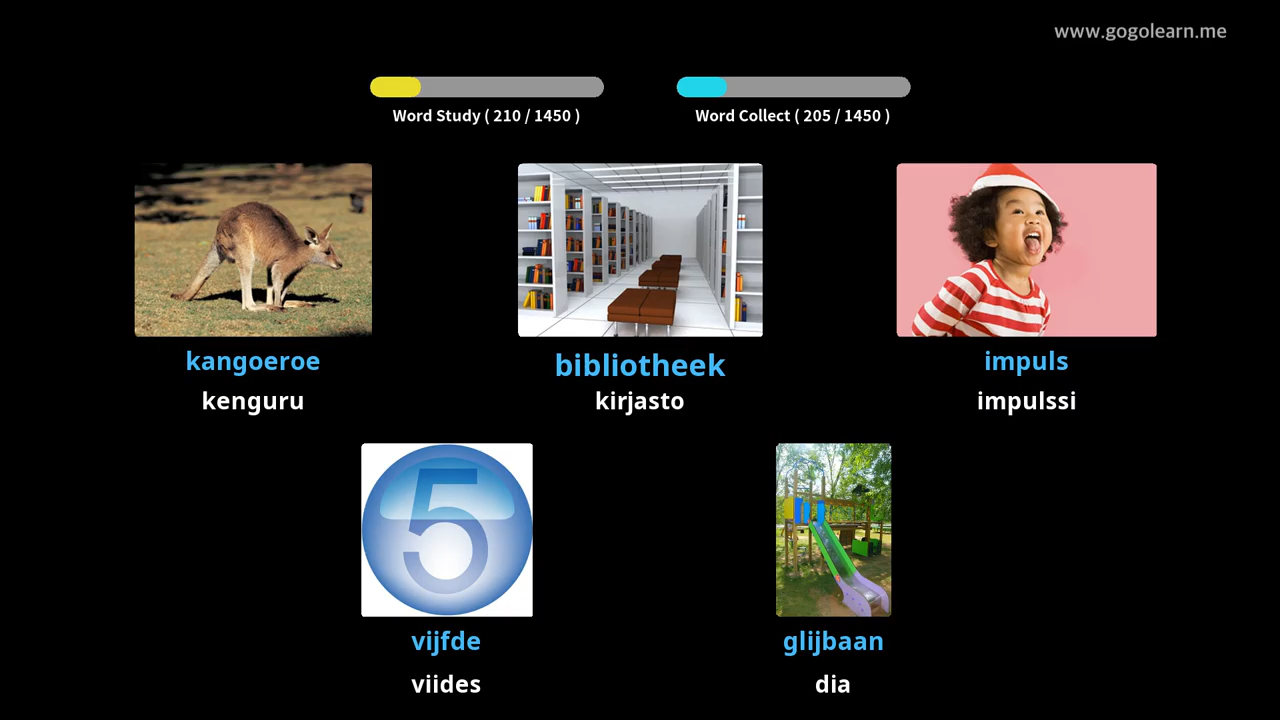 www.gogolearn.me
Word Study ( 210 / 1450 )
Word Collect ( 205 / 1450 )
kangoeroe
kenguru
bibliotheek
kirjasto
impuls
impulssi
5
vijfde
viides
glijbaan
dia